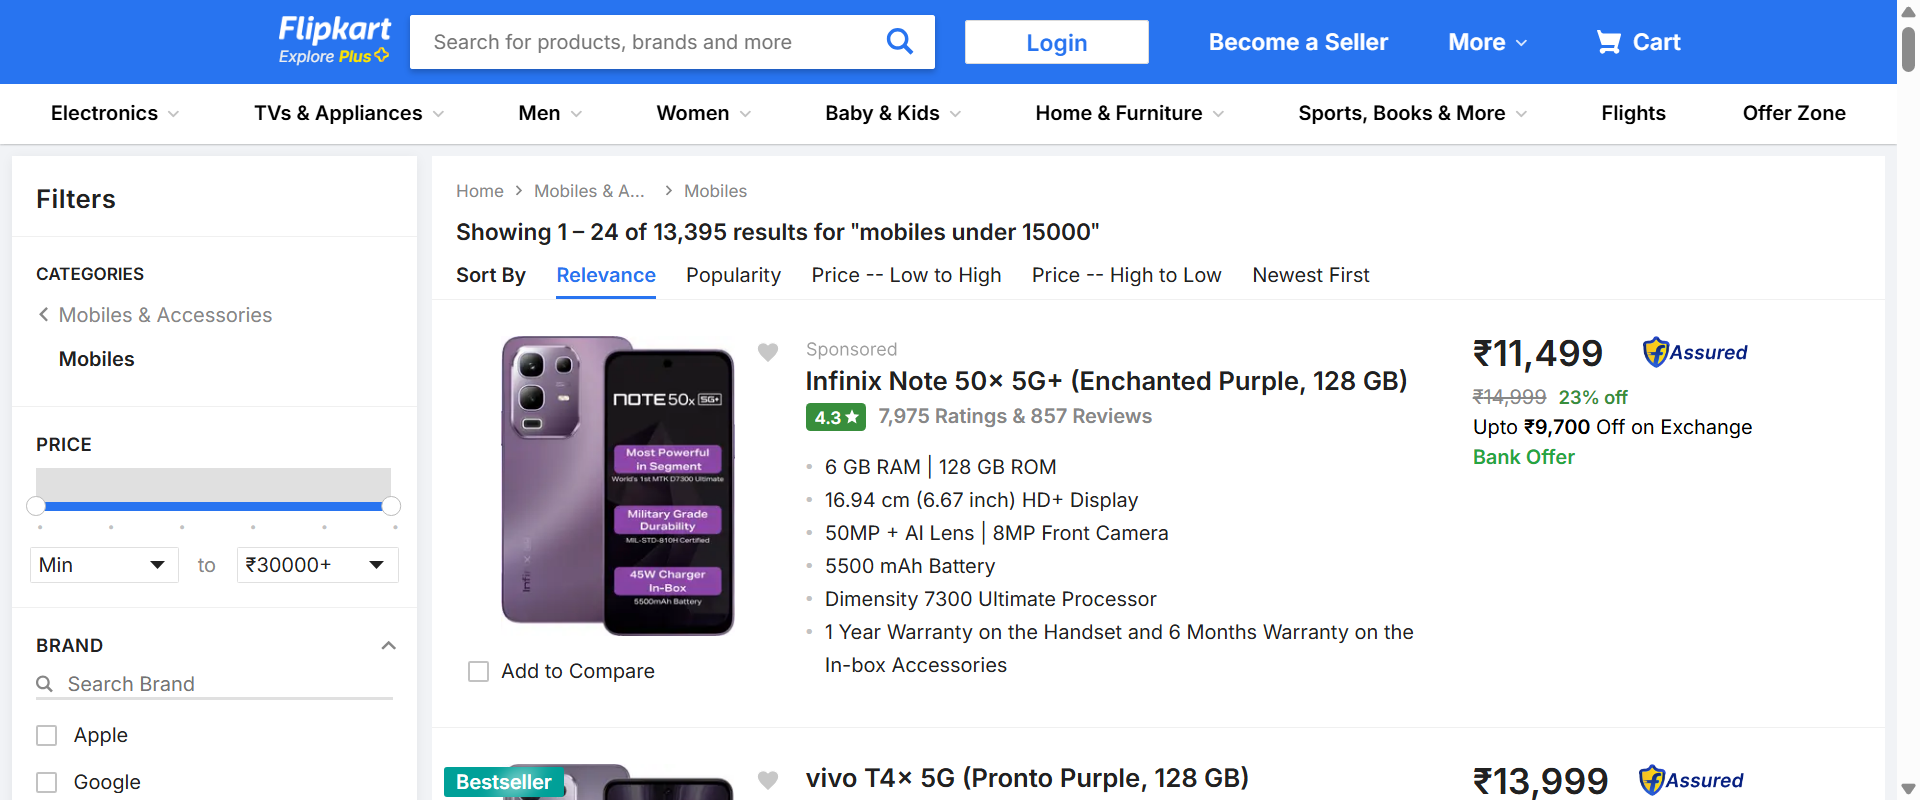 Flipkart
Explore Plus
Search for products, brands and more
Login
Become a Seller
More
Cart
Electronics
TVs & Appliances
Men
Women
Baby & Kids
Home & Furniture
Sports, Books & More
Flights
Offer Zone
Filters
CATEGORIES
Mobiles & Accessories
Mobiles
PRICE
Min
to
₹30000+
BRAND
Search Brand
Apple
Google
Home
Mobiles & A...
Mobiles
Showing 1 – 24 of 13,395 results for "mobiles under 15000"
Sort By
Relevance
Popularity
Price -- Low to High
Price -- High to Low
Newest First
NOTE 50x 5G+
Most Powerful
in Segment
World's 1st MTK D7300 Ultimate
Military Grade
Durability
MIL-STD-810H Certified
45W Charger
In-Box
5500mAh Battery
Infinix
Add to Compare
Sponsored
Infinix Note 50x 5G+ (Enchanted Purple, 128 GB)
4.3★
7,975 Ratings & 857 Reviews
6 GB RAM | 128 GB ROM
16.94 cm (6.67 inch) HD+ Display
50MP + AI Lens | 8MP Front Camera
5500 mAh Battery
Dimensity 7300 Ultimate Processor
1 Year Warranty on the Handset and 6 Months Warranty on the
In-box Accessories
₹11,499
f Assured
₹14,999 23% off
Upto ₹9,700 Off on Exchange
Bank Offer
Bestseller
vivo T4x 5G (Pronto Purple, 128 GB)
₹13,999
f Assured